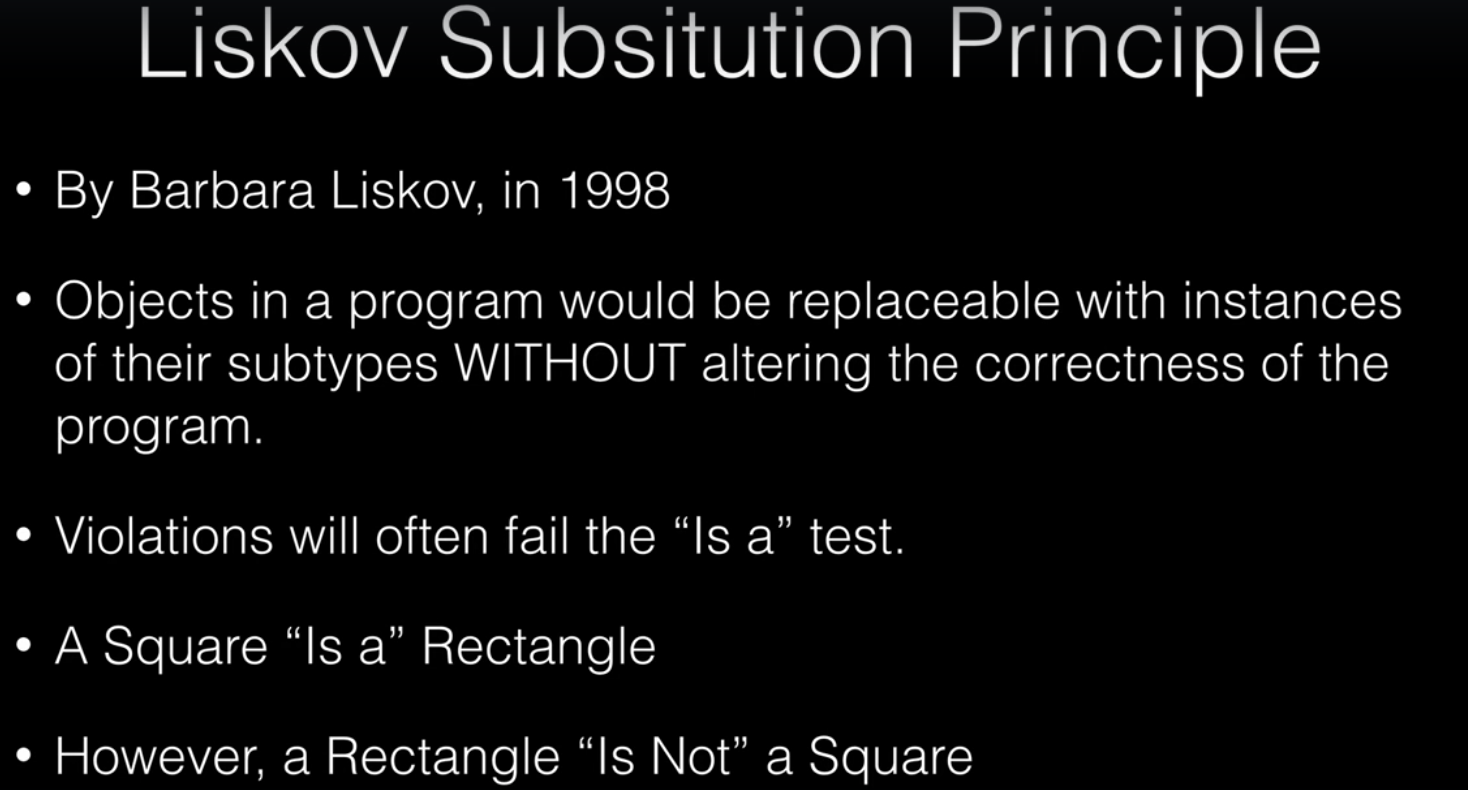 Liskov Subsitution Principle
• By Barbara Liskov, in 1998
• Objects in a program would be replaceable with instances
of their subtypes WITHOUT altering the correctness of the
program.
• Violations will often fail the “Is a” test.
• A Square “Is a” Rectangle
• However, a Rectangle “Is Not” a Square